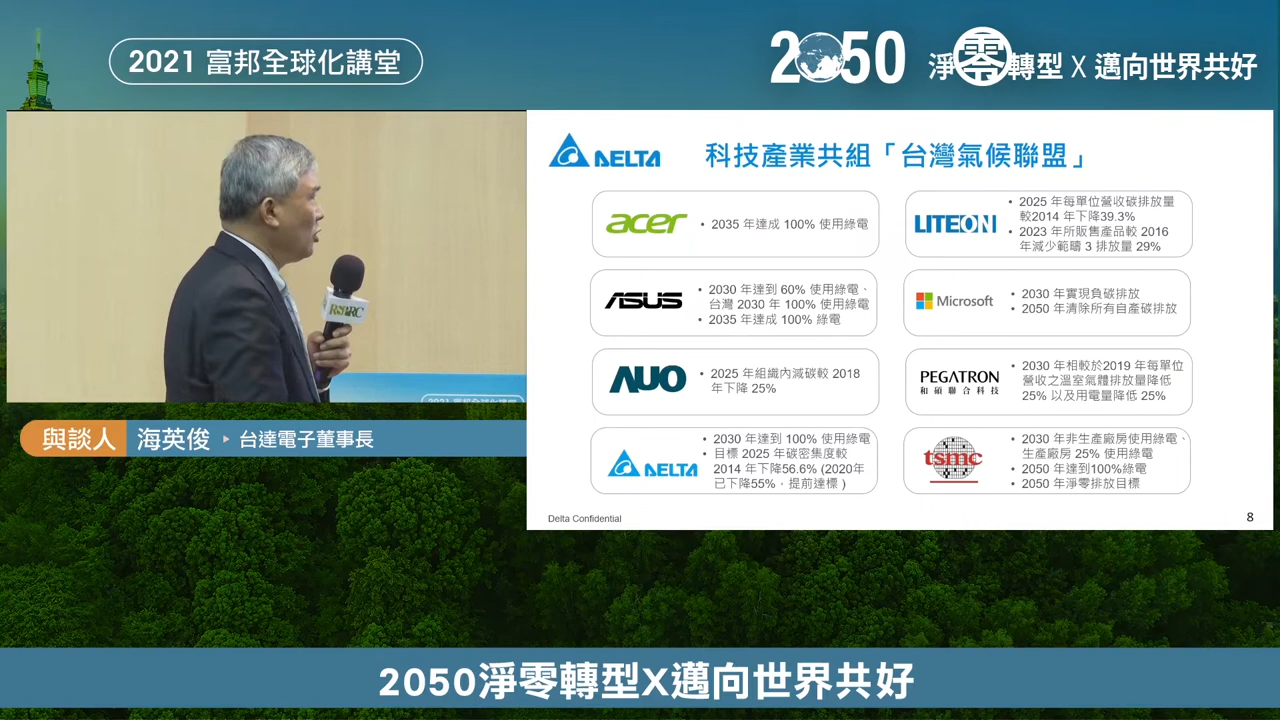 2021 富邦全球化講堂
2050 淨零轉型 X 邁向世界共好
RSPRC
與談人 海英俊 台達電子董事長
DELTA
科技產業共組「台灣氣候聯盟」
acer
• 2035 年達成 100% 使用綠電
LITEON
• 2025 年每單位營收碳排放量
較2014 年下降39.3%
• 2023 年所販售產品較 2016
年減少範疇 3 排放量 29%
ASUS
• 2030 年達到 60% 使用綠電、
台灣 2030 年 100% 使用綠電
• 2035 年達成 100% 綠電
Microsoft
• 2030 年實現負碳排放
• 2050 年清除所有自產碳排放
AUO
• 2025 年組織內減碳較 2018
年下降 25%
PEGATRON
和碩聯合科技
• 2030 年相較於2019 年每單位
營收之溫室氣體排放量降低
25% 以及用電量降低 25%
DELTA
• 2030 年達到 100% 使用綠電
• 目標 2025 年碳密集度較
2014 年下降56.6% (2020年
已下降55%，提前達標 )
tsmc
• 2030 年非生產廠房使用綠電、
生產廠房 25% 使用綠電
• 2050 年達到100%綠電
• 2050 年淨零排放目標
Delta Confidential
8
2050淨零轉型X邁向世界共好